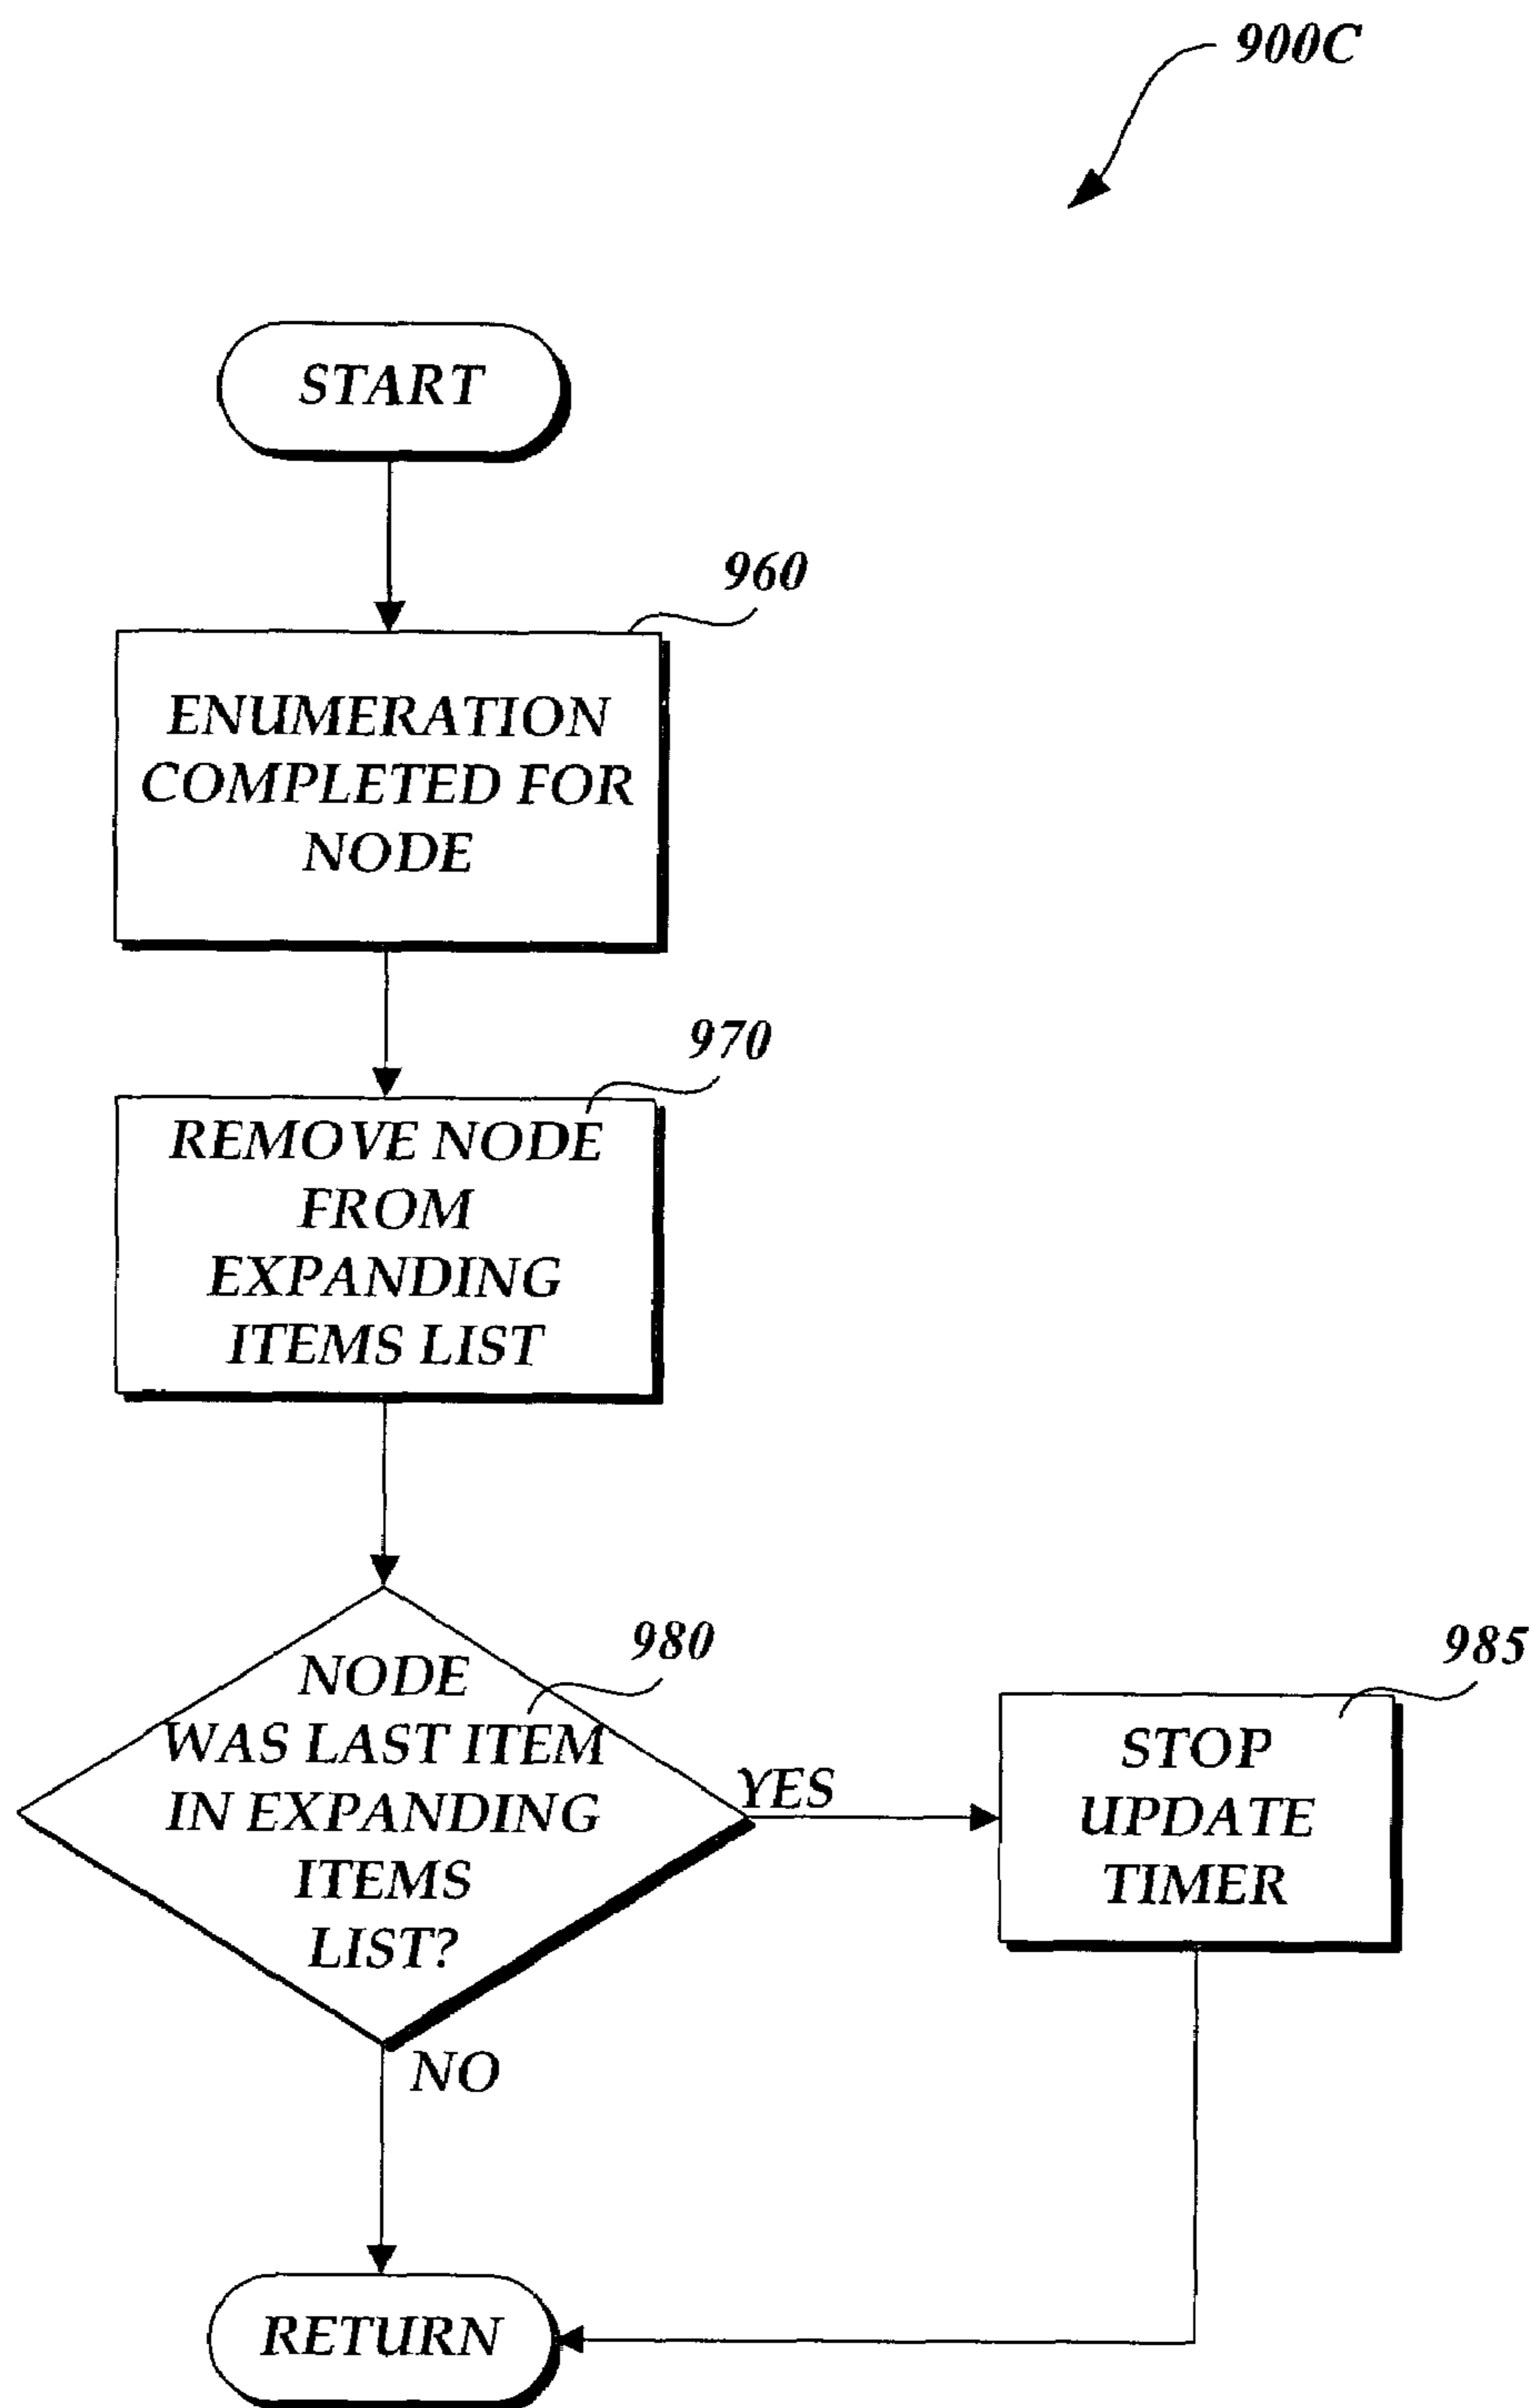 900C
START
960
ENUMERATION
COMPLETED FOR
NODE
970
REMOVE NODE
FROM
EXPANDING
ITEMS LIST
980
NODE
WAS LAST ITEM
IN EXPANDING
ITEMS
LIST?
YES
985
STOP
UPDATE
TIMER
NO
RETURN